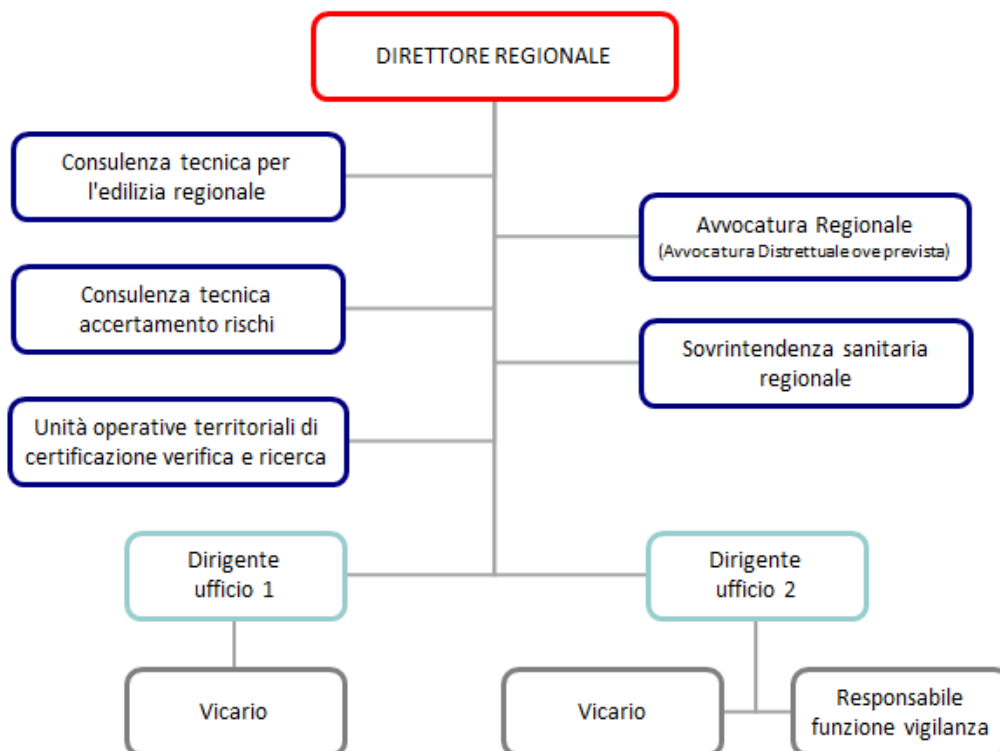 DIRETTORE REGIONALE
Consulenza tecnica per
l'edilizia regionale
Avvocatura Regionale
(Avvocatura Distrettuale ove prevista)
Consulenza tecnica
accertamento rischi
Sovrintendenza sanitaria
regionale
Unità operative territoriali di
certificazione verifica e ricerca
Dirigente
ufficio 1
Dirigente
ufficio 2
Vicario
Vicario
Responsabile
funzione vigilanza